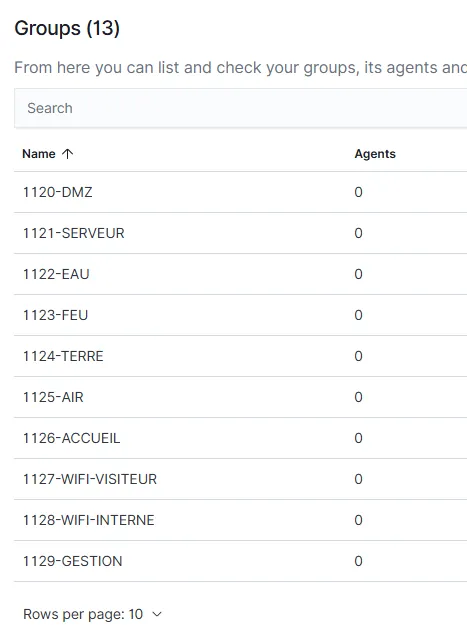 Groups (13)
From here you can list and check your groups, its agents and
Search
Name Agents
1120-DMZ 0
1121-SERVEUR 0
1122-EAU 0
1123-FEU 0
1124-TERRE 0
1125-AIR 0
1126-ACCUEIL 0
1127-WIFI-VISITEUR 0
1128-WIFI-INTERNE 0
1129-GESTION 0
Rows per page: 10